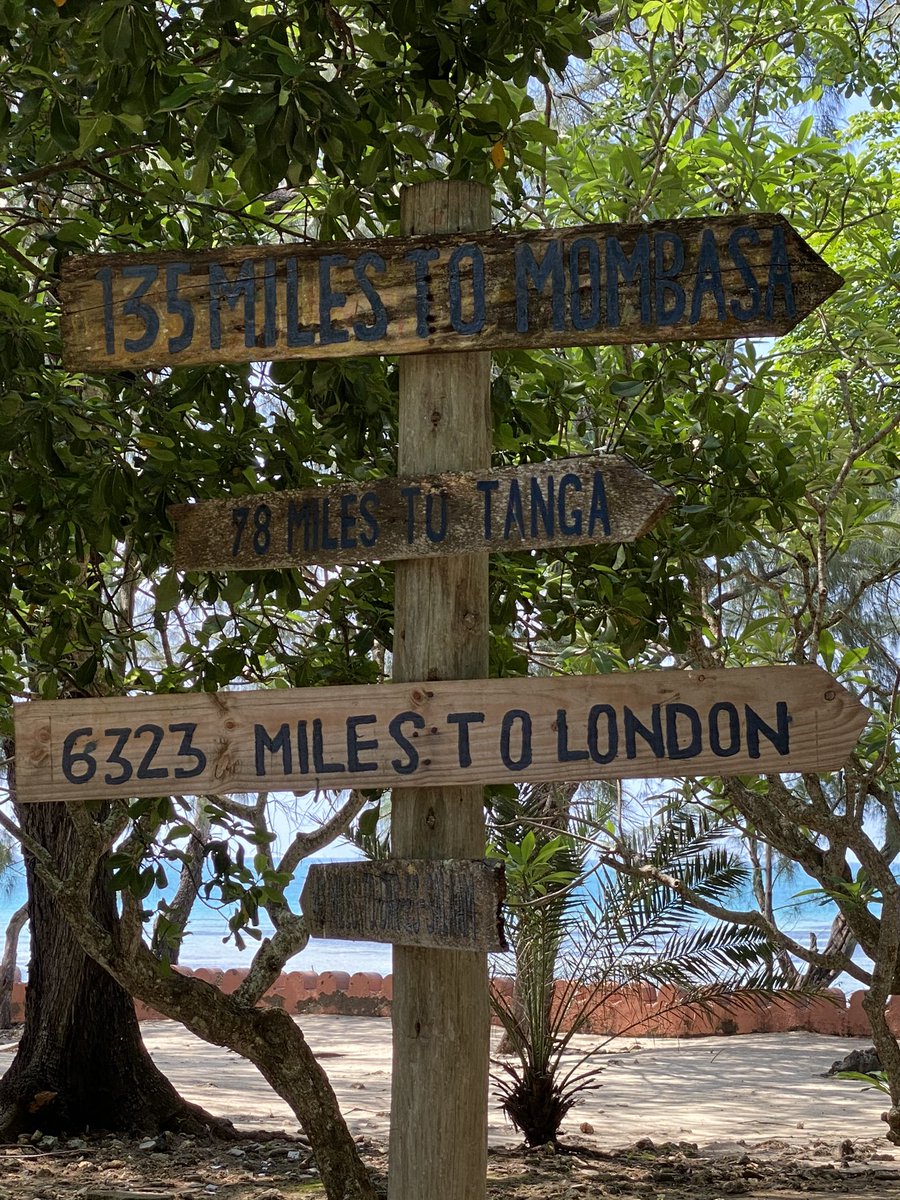 135 MILES TO MOMBASA
78 MILES TO TANGA
6323 MILES TO LONDON